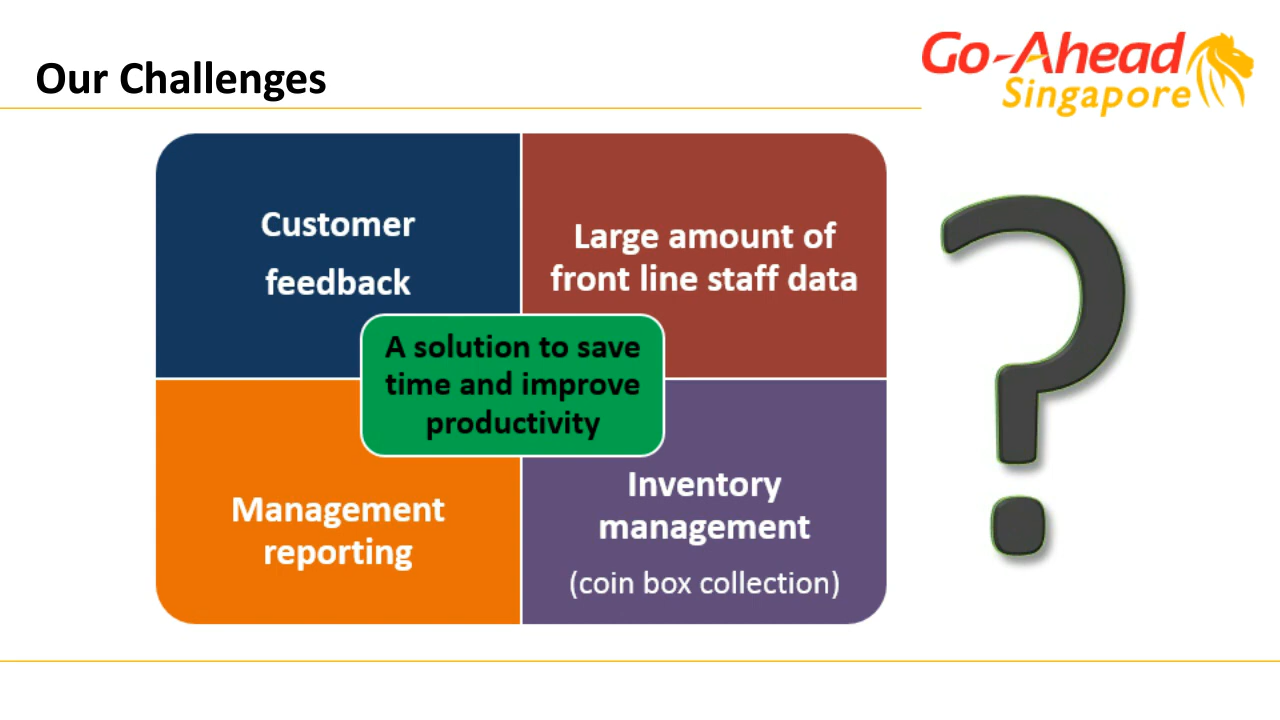 Our Challenges
Go-Ahead
Singapore
Customer
feedback
Large amount of
front line staff data
A solution to save
time and improve
productivity
Management
reporting
Inventory
management
(coin box collection)
?